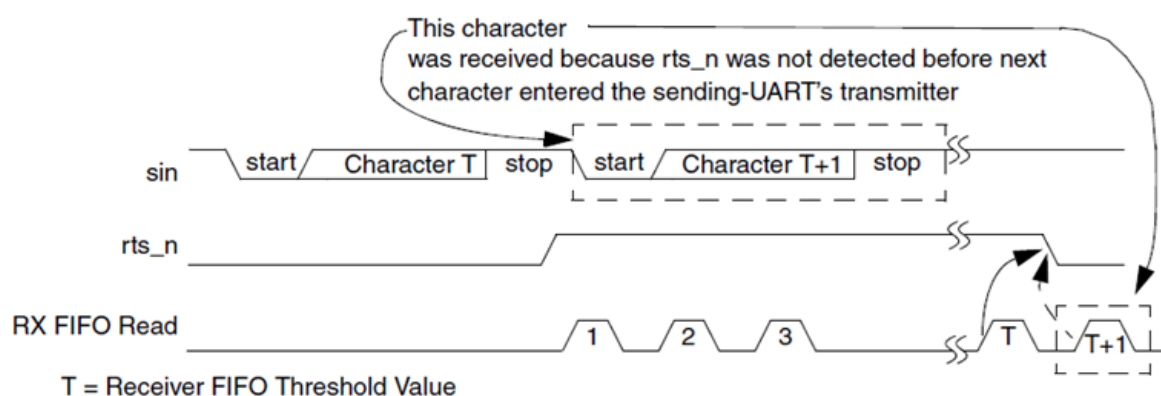 This character
was received because rts_n was not detected before next
character entered the sending-UART's transmitter
sin
start
Character T
stop
start
Character T+1
stop
rts_n
RX FIFO Read
1
2
3
T
T+1
T = Receiver FIFO Threshold Value